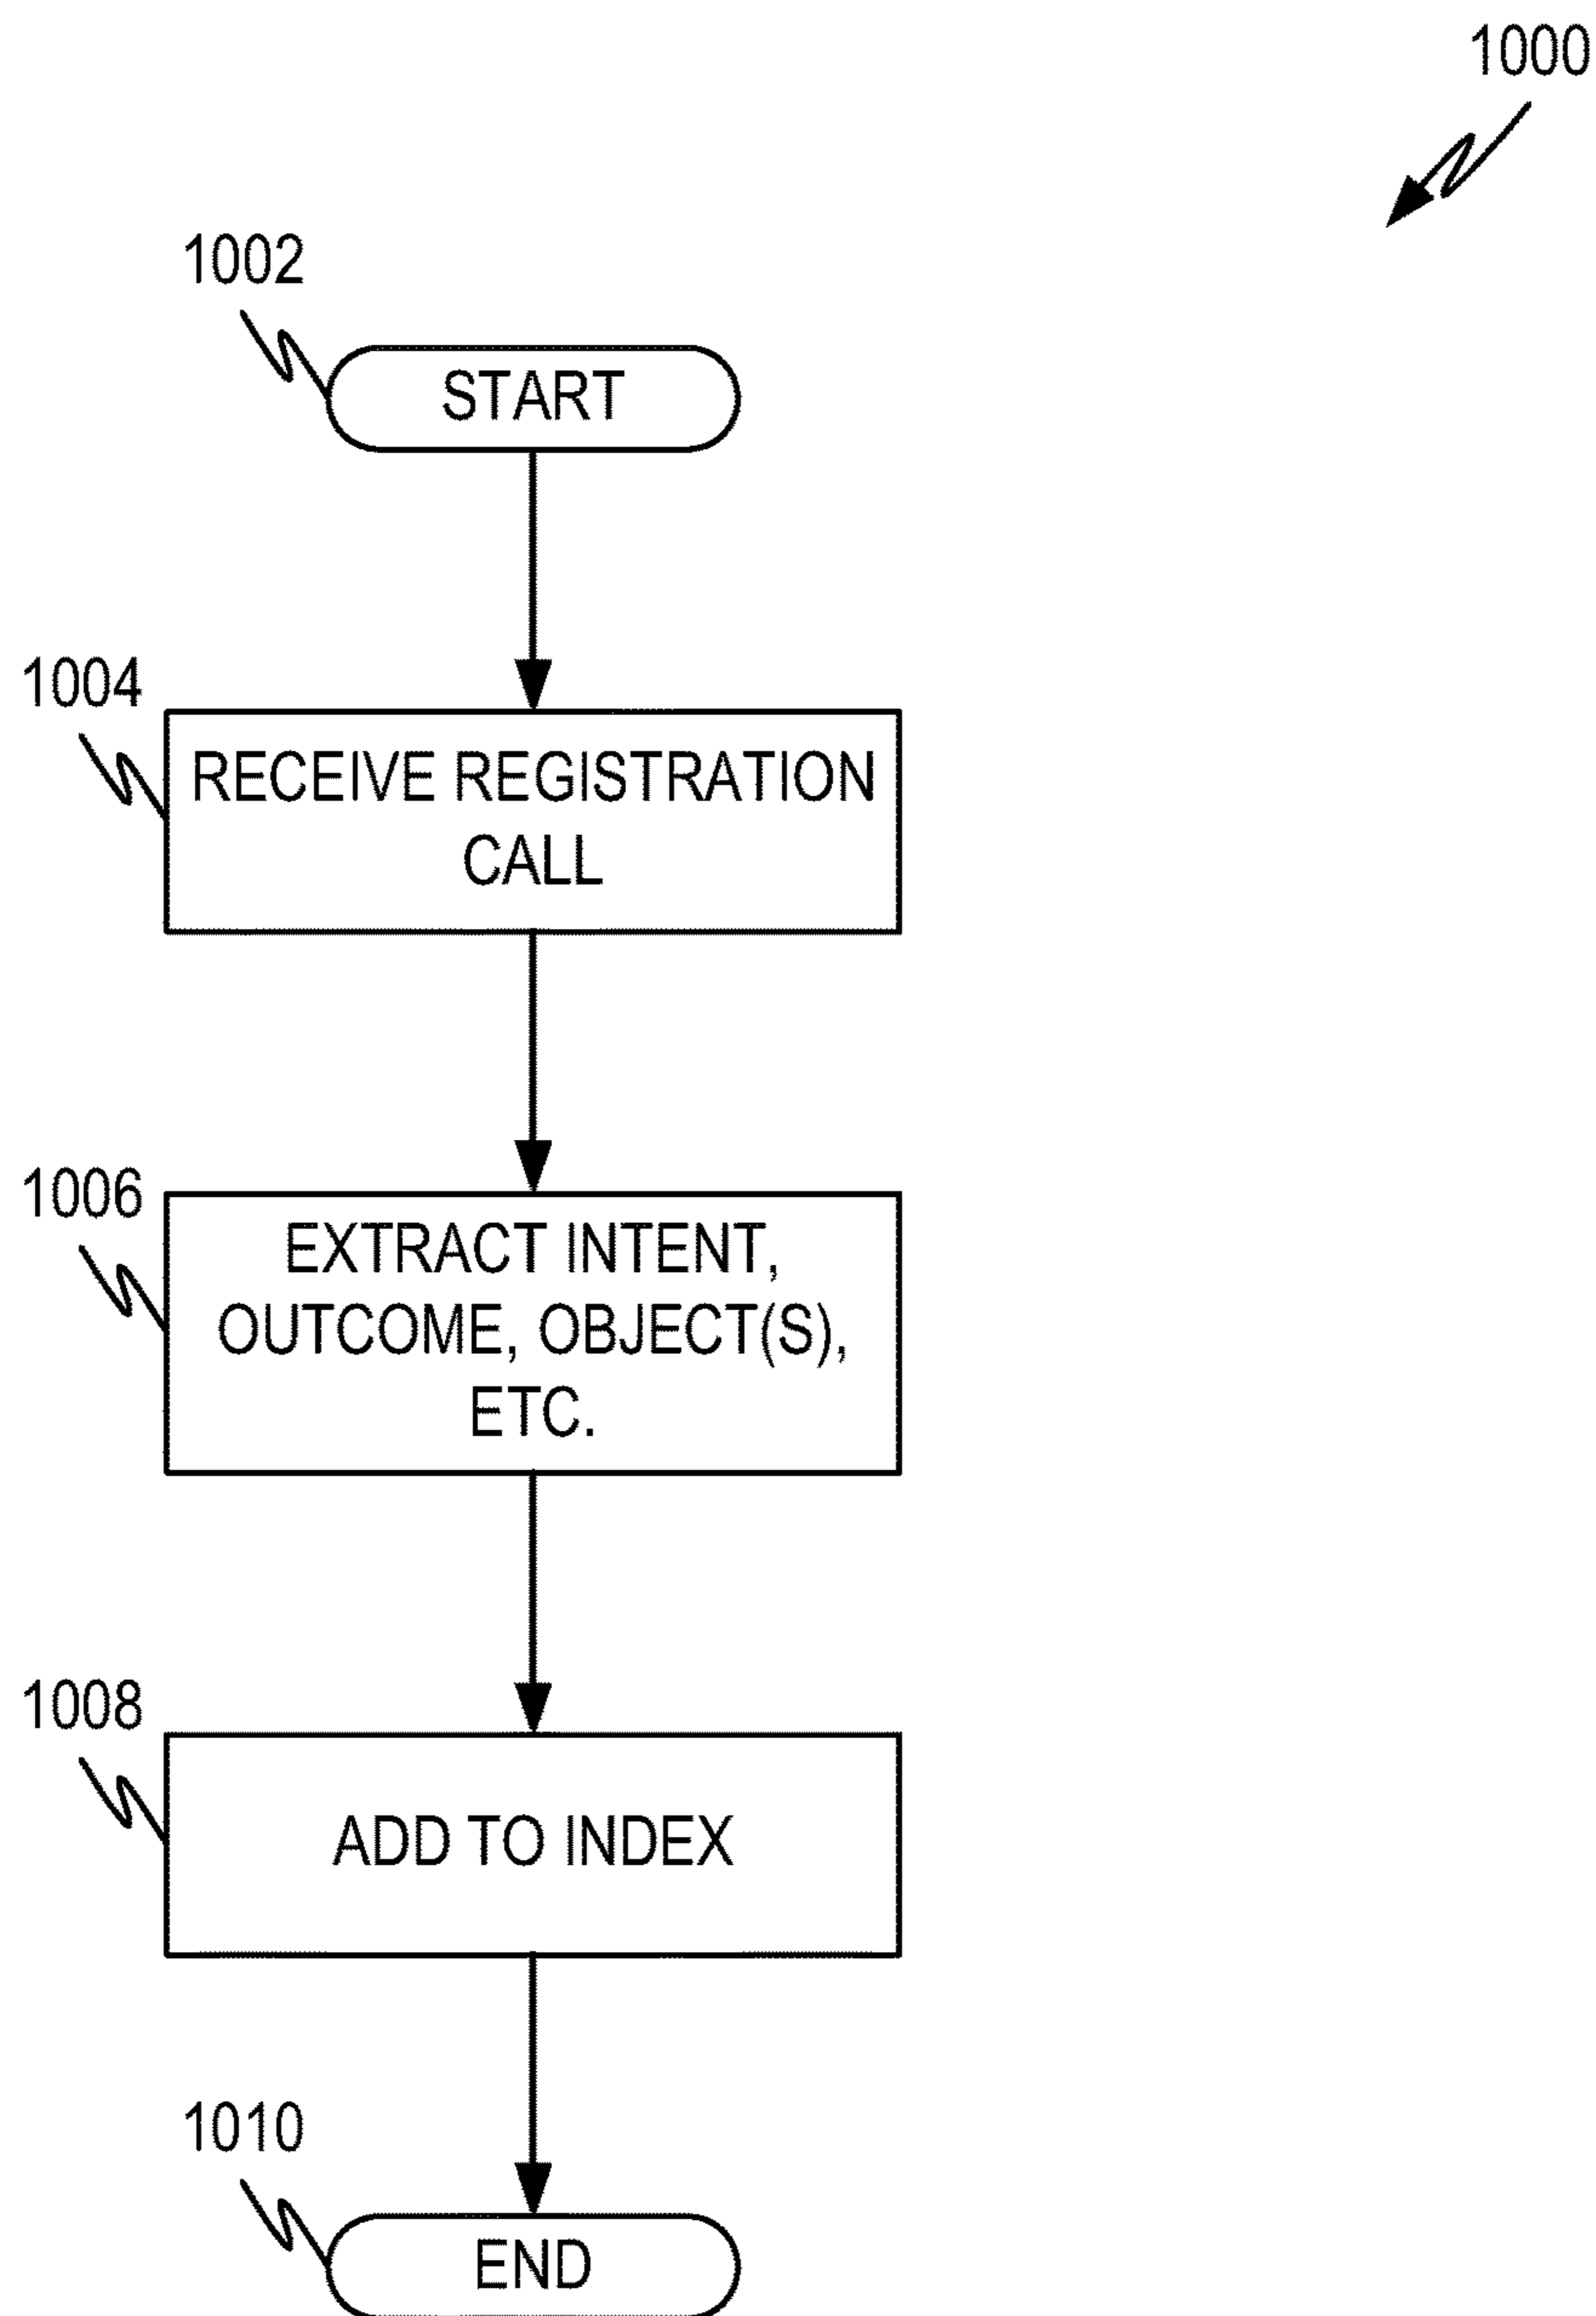 1000
1002
START
1004
RECEIVE REGISTRATION
CALL
1006
EXTRACT INTENT,
OUTCOME, OBJECT(S),
ETC.
1008
ADD TO INDEX
1010
END